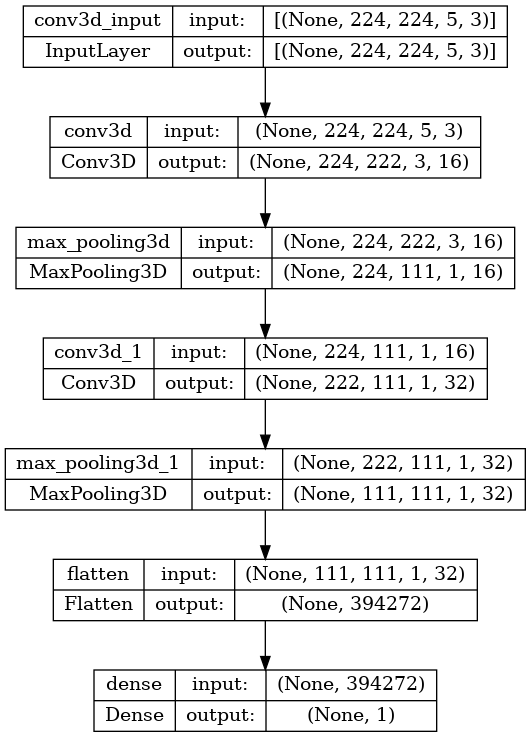 conv3d_input input: [(None, 224, 224, 5, 3)]
InputLayer output: [(None, 224, 224, 5, 3)]
conv3d input: (None, 224, 224, 5, 3)
Conv3D output: (None, 224, 222, 3, 16)
max_pooling3d input: (None, 224, 222, 3, 16)
MaxPooling3D output: (None, 224, 111, 1, 16)
conv3d_1 input: (None, 224, 111, 1, 16)
Conv3D output: (None, 222, 111, 1, 32)
max_pooling3d_1 input: (None, 222, 111, 1, 32)
MaxPooling3D output: (None, 111, 111, 1, 32)
flatten input: (None, 111, 111, 1, 32)
Flatten output: (None, 394272)
dense input: (None, 394272)
Dense output: (None, 1)